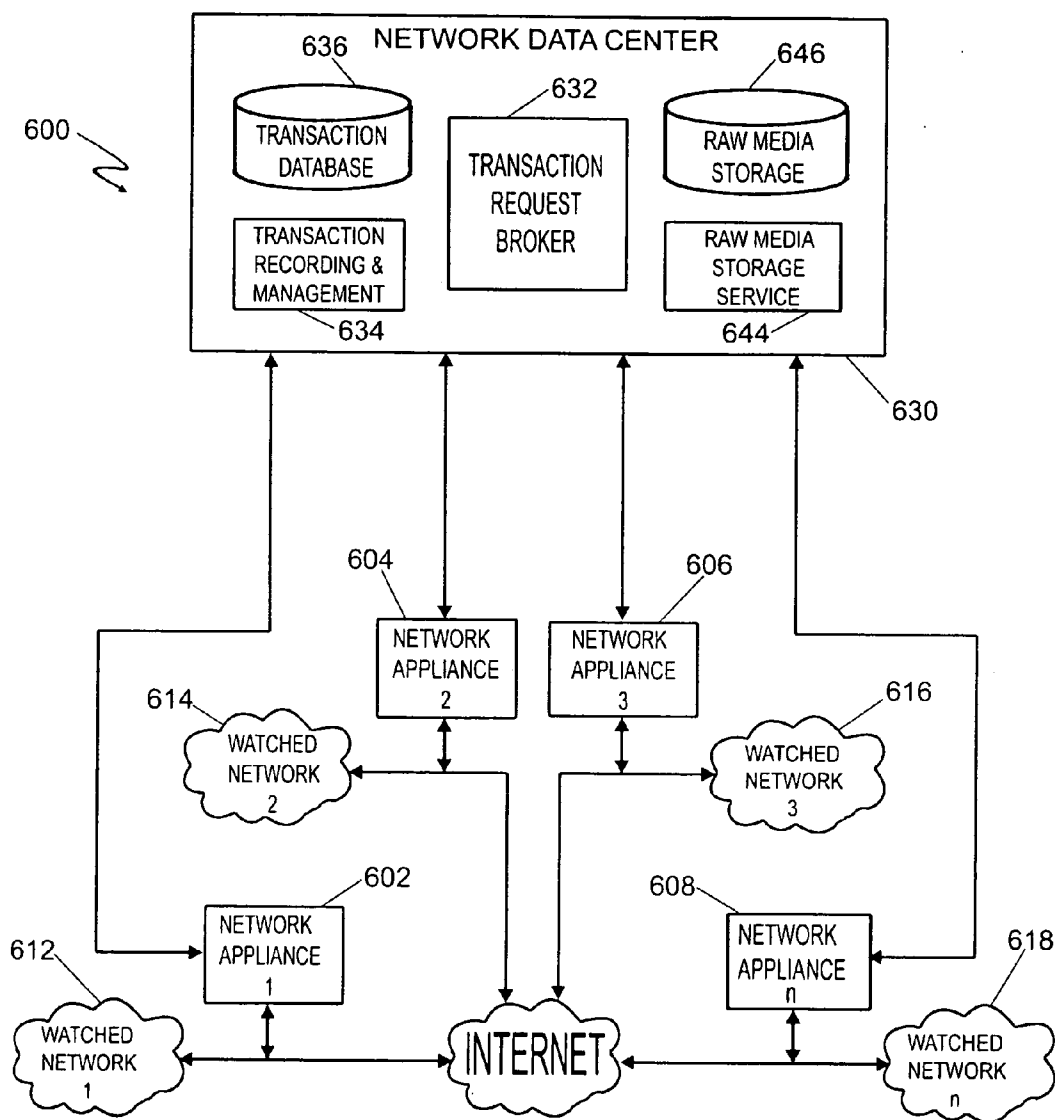 NETWORK DATA CENTER
636
646
632
600
TRANSACTION
DATABASE
TRANSACTION
REQUEST
BROKER
RAW MEDIA
STORAGE
TRANSACTION
RECORDING &
MANAGEMENT
RAW MEDIA
STORAGE
SERVICE
634
644
630
604
606
NETWORK
APPLIANCE
2
NETWORK
APPLIANCE
3
614
616
WATCHED
NETWORK
2
WATCHED
NETWORK
3
602
608
NETWORK
APPLIANCE
1
NETWORK
APPLIANCE
n
612
618
WATCHED
NETWORK
1
INTERNET
WATCHED
NETWORK
n